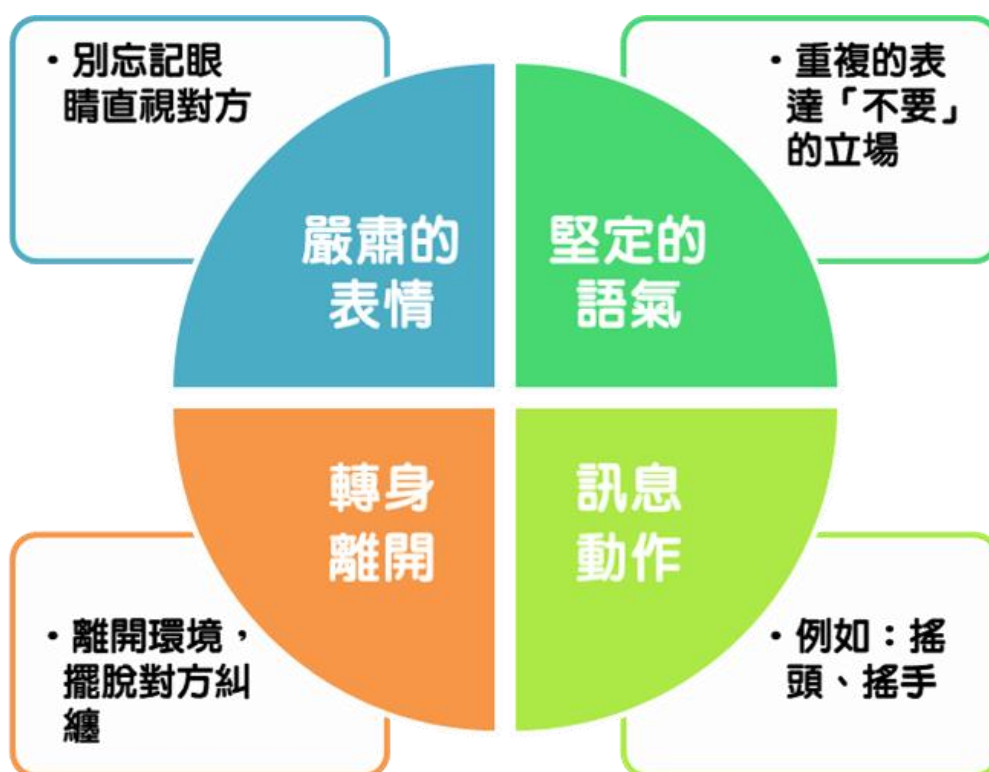 ・別忘記眼
睛直視對方
嚴肅的
表情
・重複的表
達「不要」
的立場
堅定的
語氣
轉身
離開
・離開環境，
擺脫對方糾
纏
訊息
動作
・例如：搖
頭、搖手